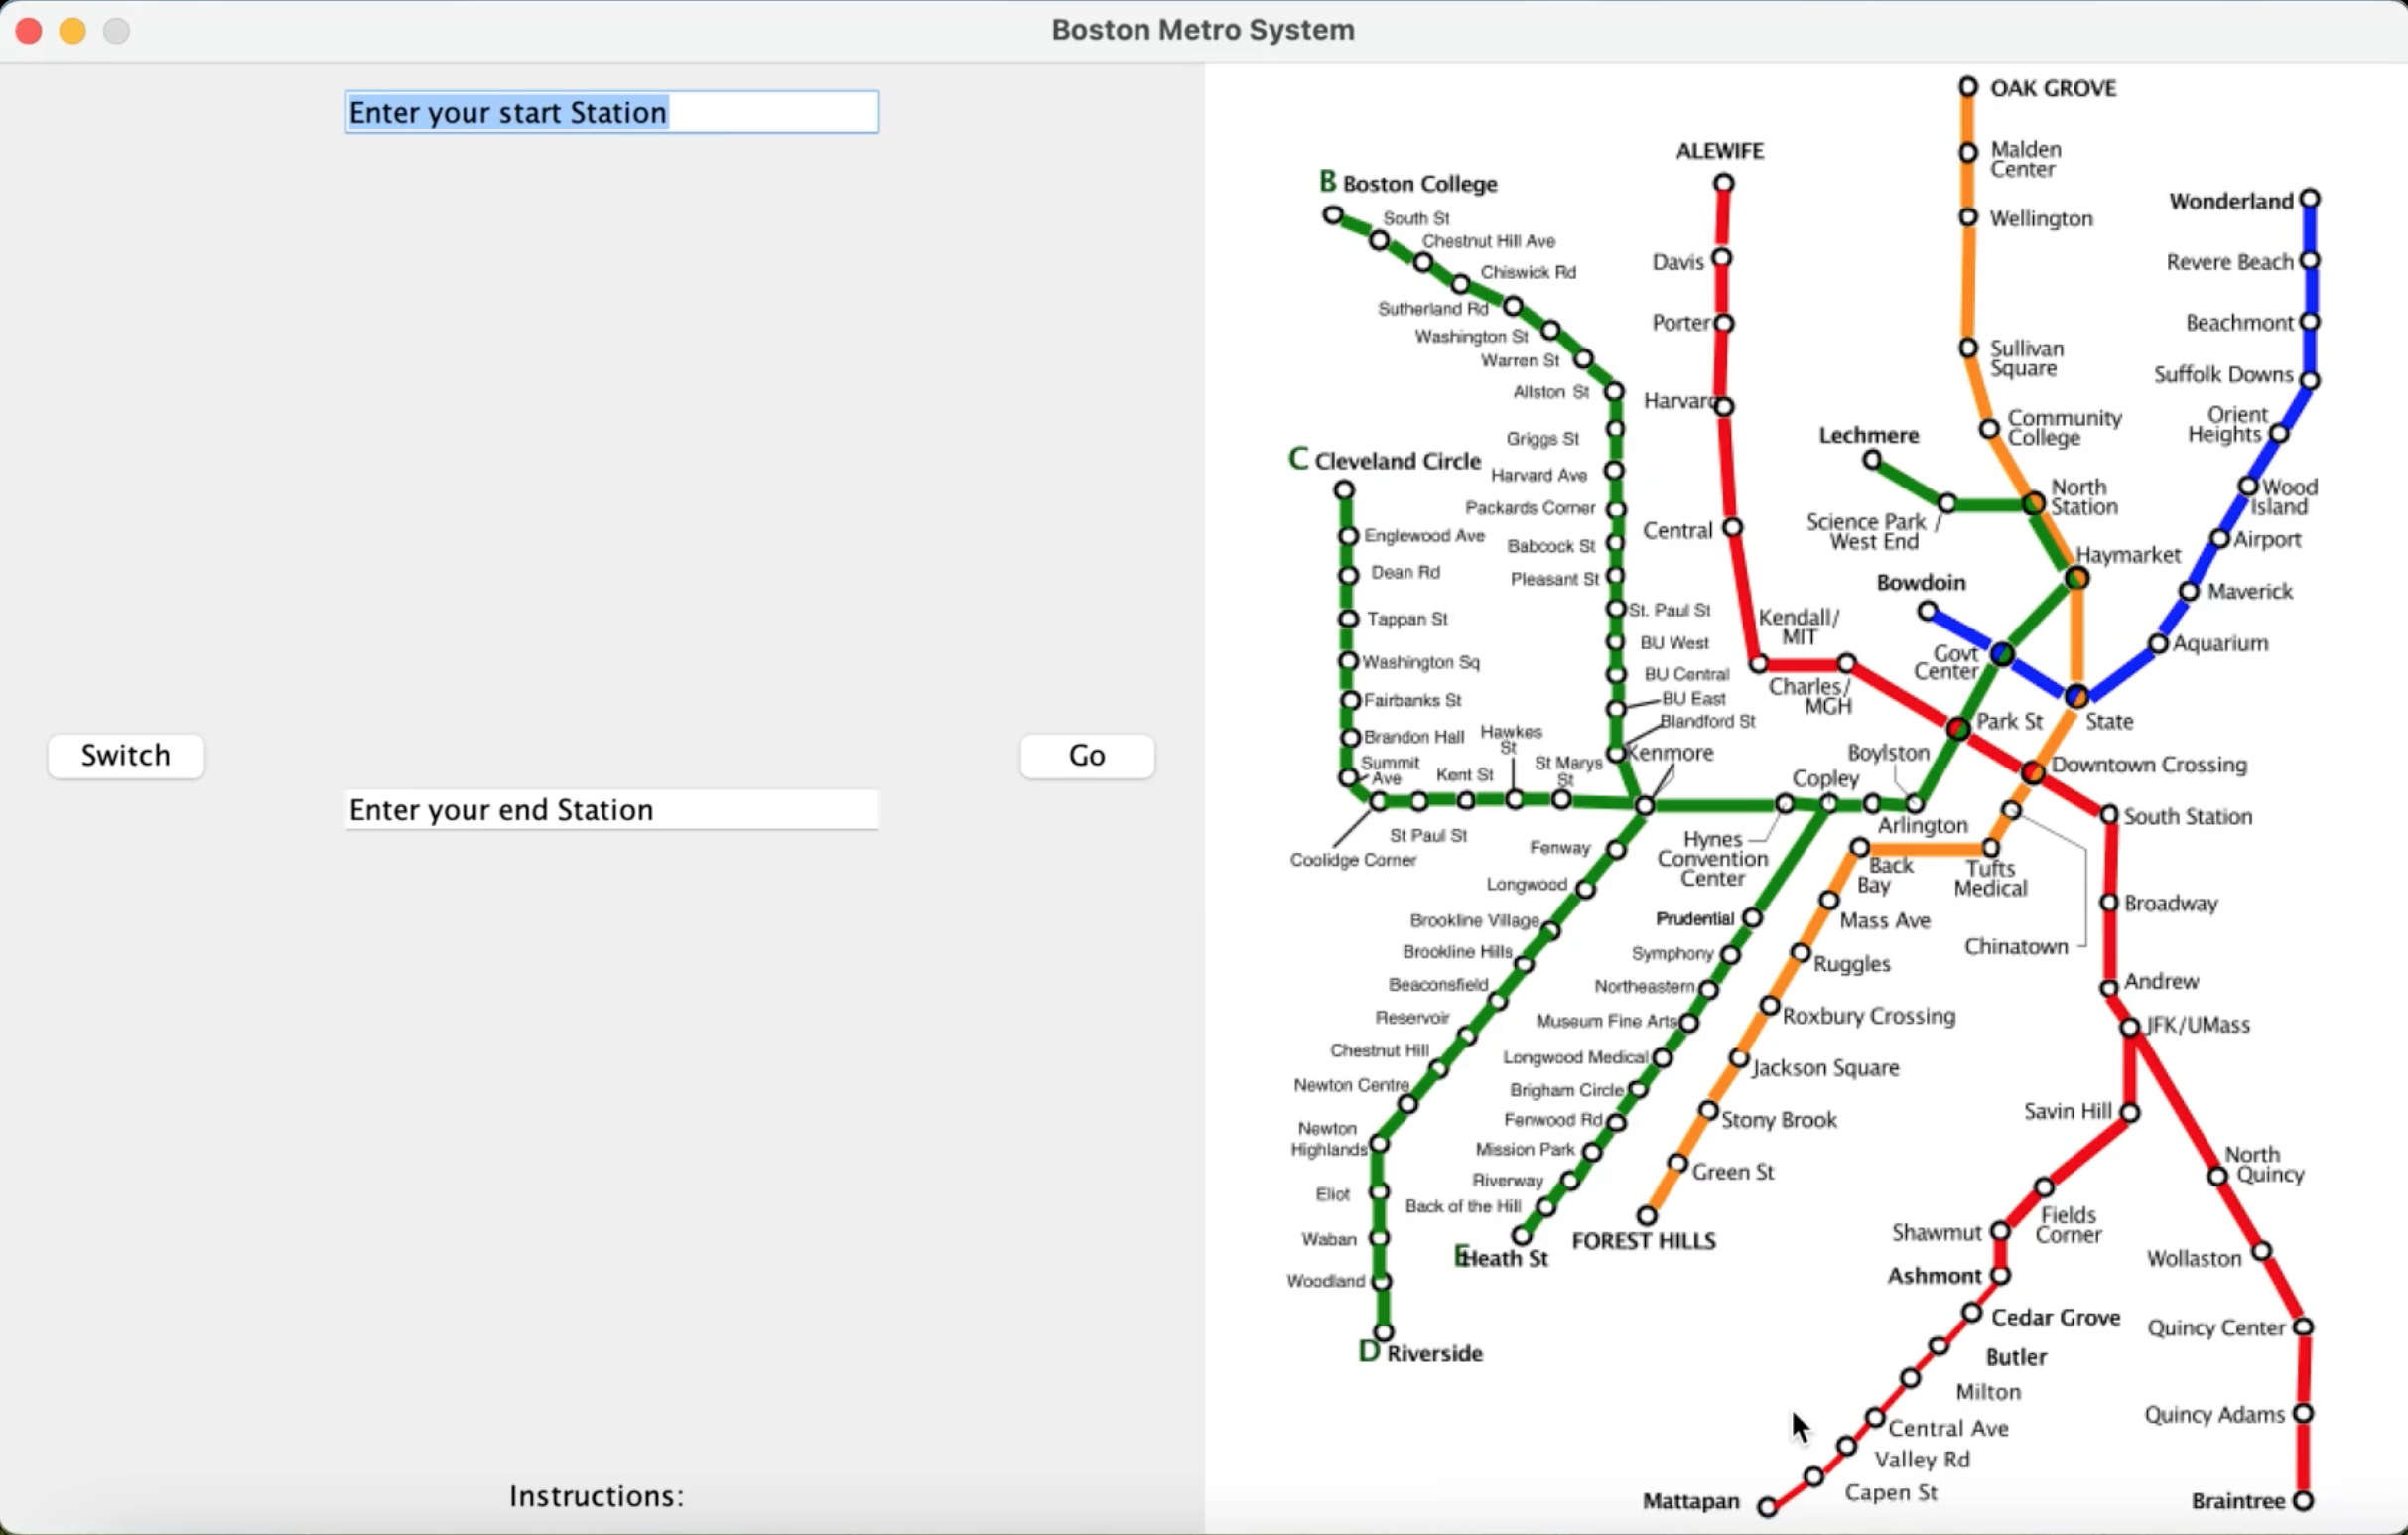 Boston Metro System
Enter your start Station
Switch
Go
Enter your end Station
Instructions:
OAK GROVE
Malden
Center
Wellington
Sullivan
Square
Community
College
North
Station
Haymarket
ALEWIFE
Davis
Porter
Harvard
Central
Kendall/
MIT
Charles/
MGH
Park St
Downtown Crossing
South Station
Broadway
Andrew
JFK/UMass
Savin Hill
Fields
Corner
Shawmut
Ashmont
Cedar Grove
Butler
Milton
Central Ave
Valley Rd
Capen St
Mattapan
North
Quincy
Wollaston
Quincy Center
Quincy Adams
Braintree
Wonderland
Revere Beach
Beachmont
Suffolk Downs
Orient
Heights
Wood
Island
Airport
Maverick
Aquarium
State
Govt
Center
Bowdoin
Lechmere
Science Park
West End
B Boston College
South St
Chestnut Hill Ave
Chiswick Rd
Sutherland Rd
Washington St
Warren St
Allston St
Griggs St
Harvard Ave
Packards Corner
Babcock St
Pleasant St
St. Paul St
BU West
BU Central
BU East
Blandford St
Kenmore
C Cleveland Circle
Englewood Ave
Dean Rd
Tappan St
Washington Sq
Fairbanks St
Brandon Hall
Summit
Ave
Coolidge Corner
St Paul St
Kent St
Hawkes
St
St Marys
St
Hynes
Convention
Center
Copley
Arlington
Boylston
Fenway
Longwood
Brookline Village
Brookline Hills
Beaconsfield
Reservoir
Chestnut Hill
Newton Centre
Newton
Highlands
Eliot
Waban
Woodland
D Riverside
Prudential
Symphony
Northeastern
Museum Fine Arts
Longwood Medical
Brigham Circle
Fenwood Rd
Mission Park
Riverway
Back of the Hill
E Heath St
Chinatown
Tufts
Medical
Back
Bay
Mass Ave
Ruggles
Roxbury Crossing
Jackson Square
Stony Brook
Green St
FOREST HILLS